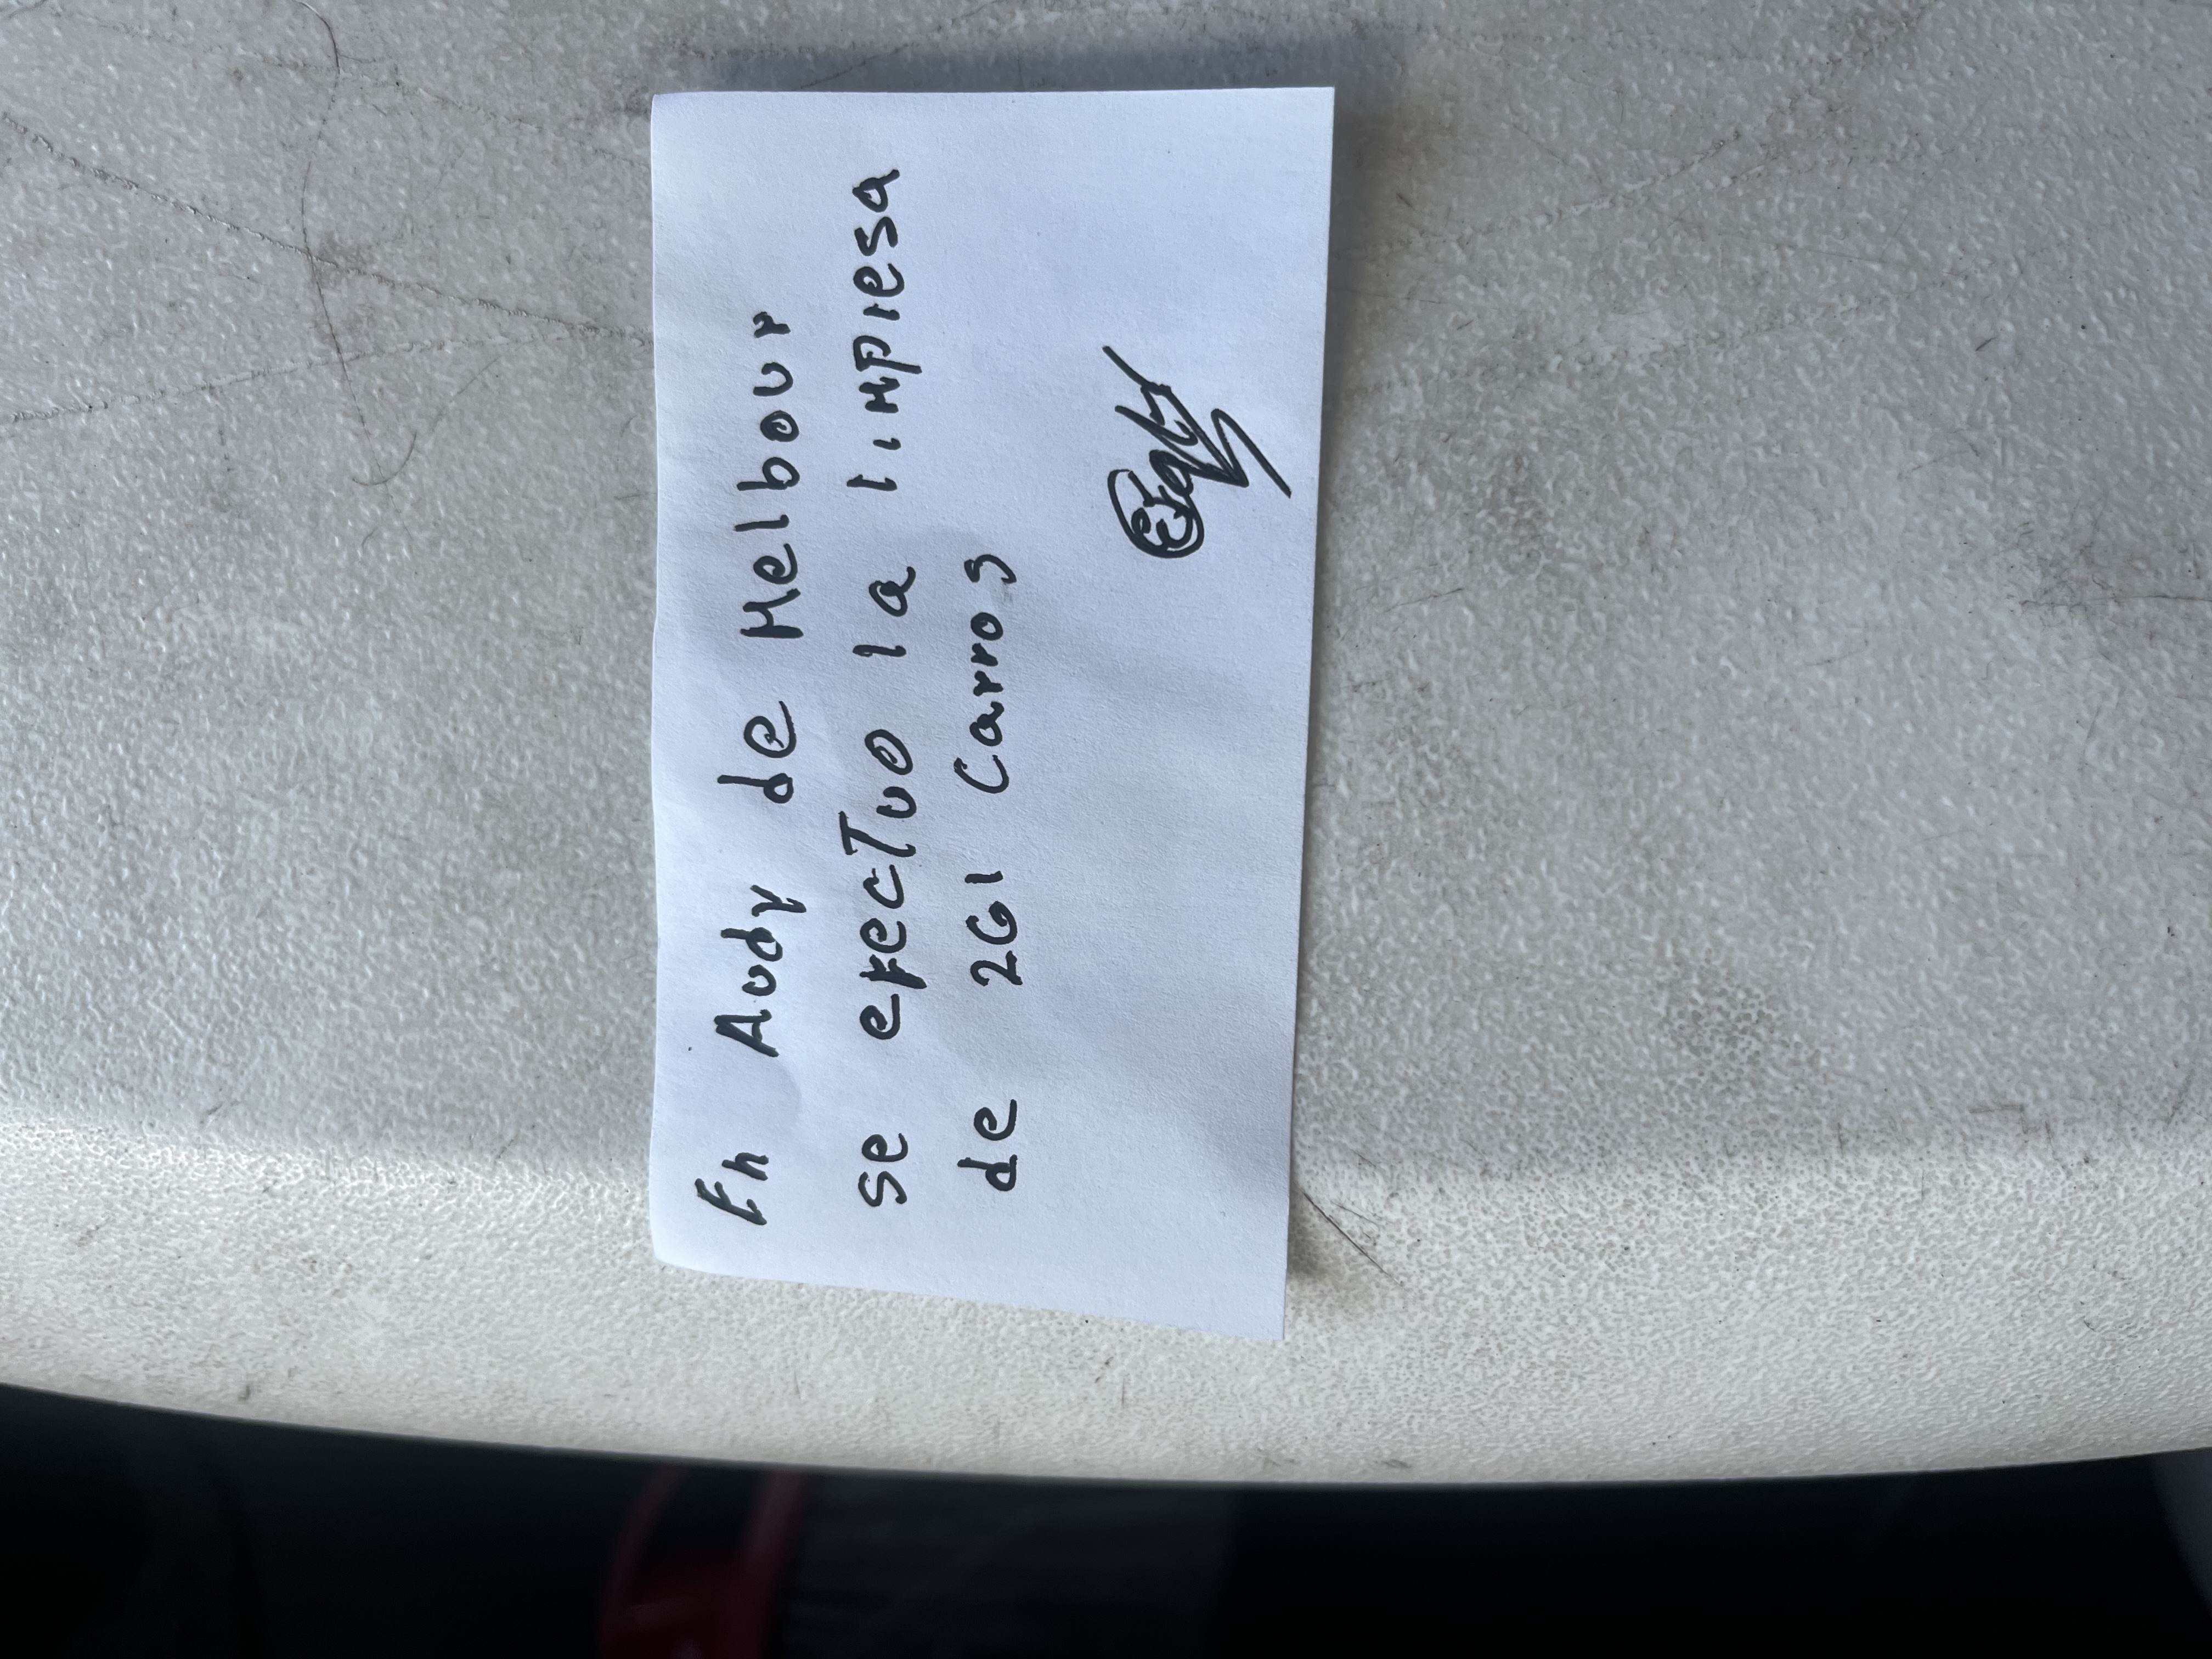 En Audy de Melbour
se efectuo la limpiesa
de 261 Carros